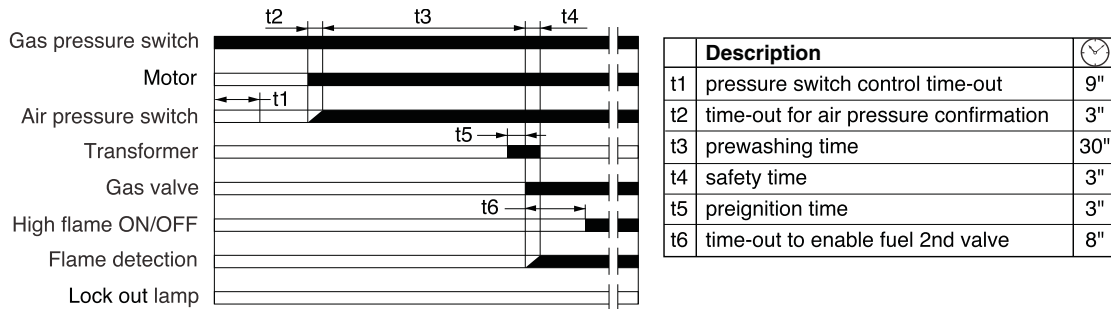 t2 t3 t4
Gas pressure switch
Motor
t1
Air pressure switch
t5
Transformer
Gas valve
t6
High flame ON/OFF
Flame detection
Lock out lamp
Description
t1 pressure switch control time-out 9"
t2 time-out for air pressure confirmation 3"
t3 prewashing time 30"
t4 safety time 3"
t5 preignition time 3"
t6 time-out to enable fuel 2nd valve 8"